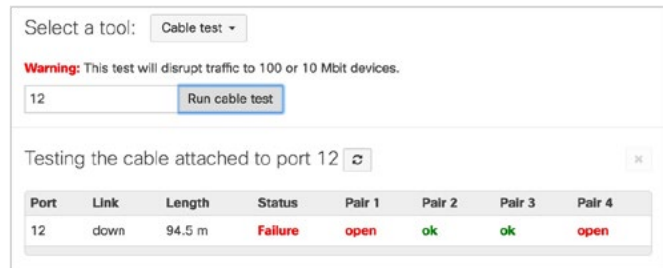 Select a tool: Cable test
Warning: This test will disrupt traffic to 100 or 10 Mbit devices.
12 Run cable test
Testing the cable attached to port 12
Port Link Length Status Pair 1 Pair 2 Pair 3 Pair 4
12 down 94.5 m Failure open ok ok open